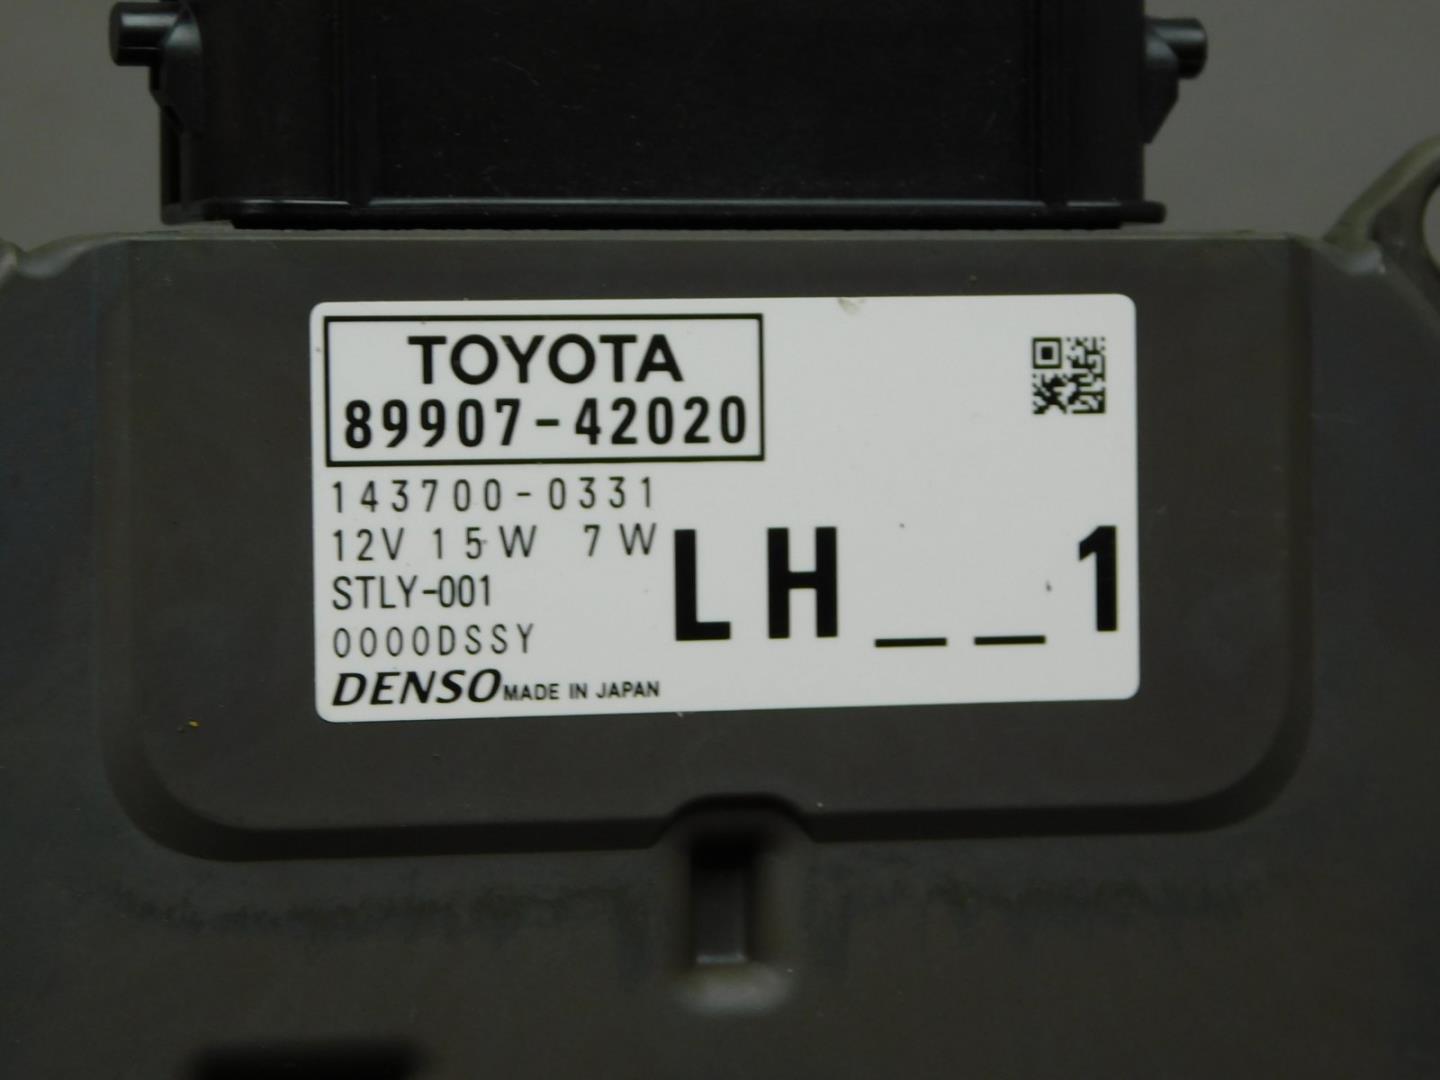 TOYOTA
89907-42020
143700-0331
12V 15W 7W
STLY-001
0000DSSY
LH__1
DENSO MADE IN JAPAN